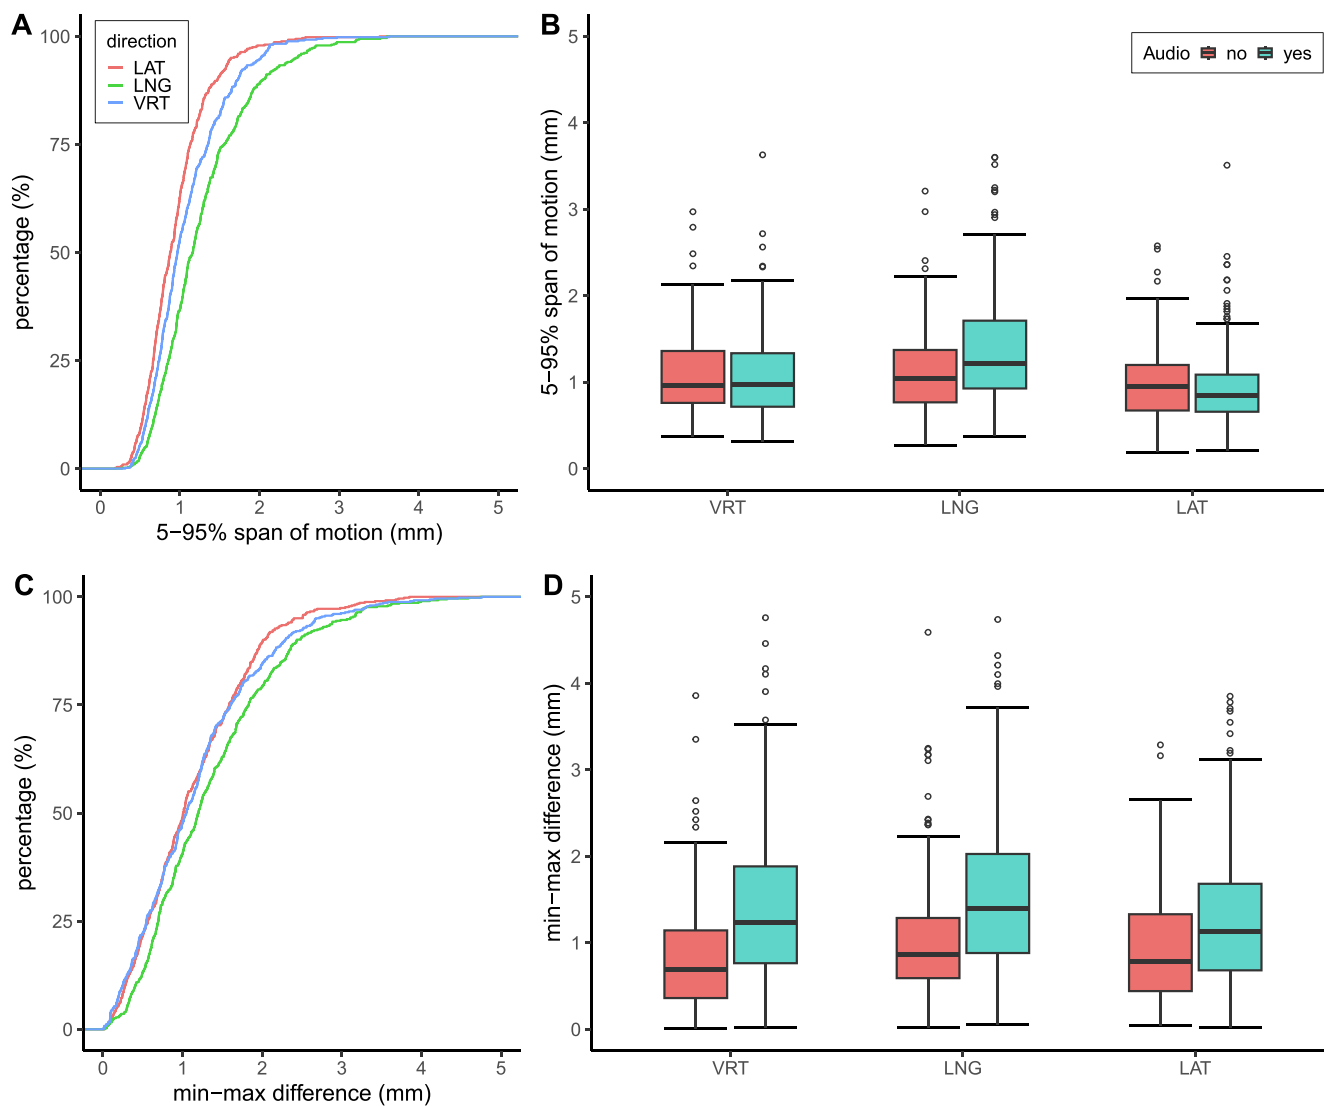 A
direction
LAT
LNG
VRT
percentage (%)
100
75
50
25
0
0 1 2 3 4 5
5−95% span of motion (mm)
B
Audio no yes
5−95% span of motion (mm)
5
4
3
2
1
0
VRT LNG LAT
C
percentage (%)
100
75
50
25
0
0 1 2 3 4 5
min−max difference (mm)
D
min−max difference (mm)
5
4
3
2
1
0
VRT LNG LAT